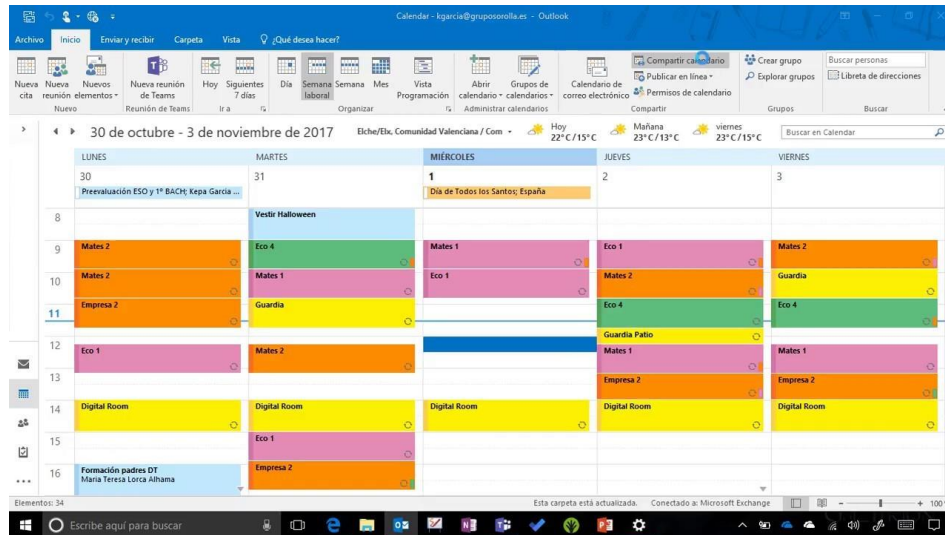 Calendar - kgarcia@gruposorolla.es - Outlook
Archivo Inicio Enviar y recibir Carpeta Vista ¿Qué desea hacer?
Nueva cita
Nueva reunión
Nuevos elementos
Nueva reunión de Teams
Hoy
Siguientes 7 días
Día
Semana laboral
Semana
Mes
Vista Programación
Abrir calendario
Grupos de calendarios
Calendario de correo electrónico
Compartir calendario
Publicar en línea
Permisos de calendario
Crear grupo
Explorar grupos
Buscar personas
Libreta de direcciones
Nuevo Reunión de Teams Ir a Organizar Administrar calendarios Compartir Grupos Buscar
30 de octubre - 3 de noviembre de 2017
Elche/Elx, Comunidad Valenciana / Com
Hoy
22°C/15°C
Mañana
23°C/13°C
viernes
23°C/15°C
Buscar en Calendar
LUNES MARTES MIÉRCOLES JUEVES VIERNES
30 31 1 2 3
Preevaluación ESO y 1º BACH; Kepa Garcia ...
Día de Todos los Santos; España
8 Vestir Halloween
9 Mates 2 Eco 4 Mates 1 Eco 1 Mates 2
10 Mates 2 Mates 1 Eco 1 Mates 2 Guardia
11 Empresa 2 Guardia Eco 4 Eco 4
Guardia Patio
12 Eco 1 Mates 2 Mates 1 Mates 1
13 Empresa 2 Empresa 2
14 Digital Room Digital Room Digital Room Digital Room Digital Room
15 Eco 1
16 Formación padres DT Empresa 2
Maria Teresa Lorca Alhama
Elementos: 34 Esta carpeta está actualizada. Conectado a: Microsoft Exchange 100
Escribe aquí para buscar